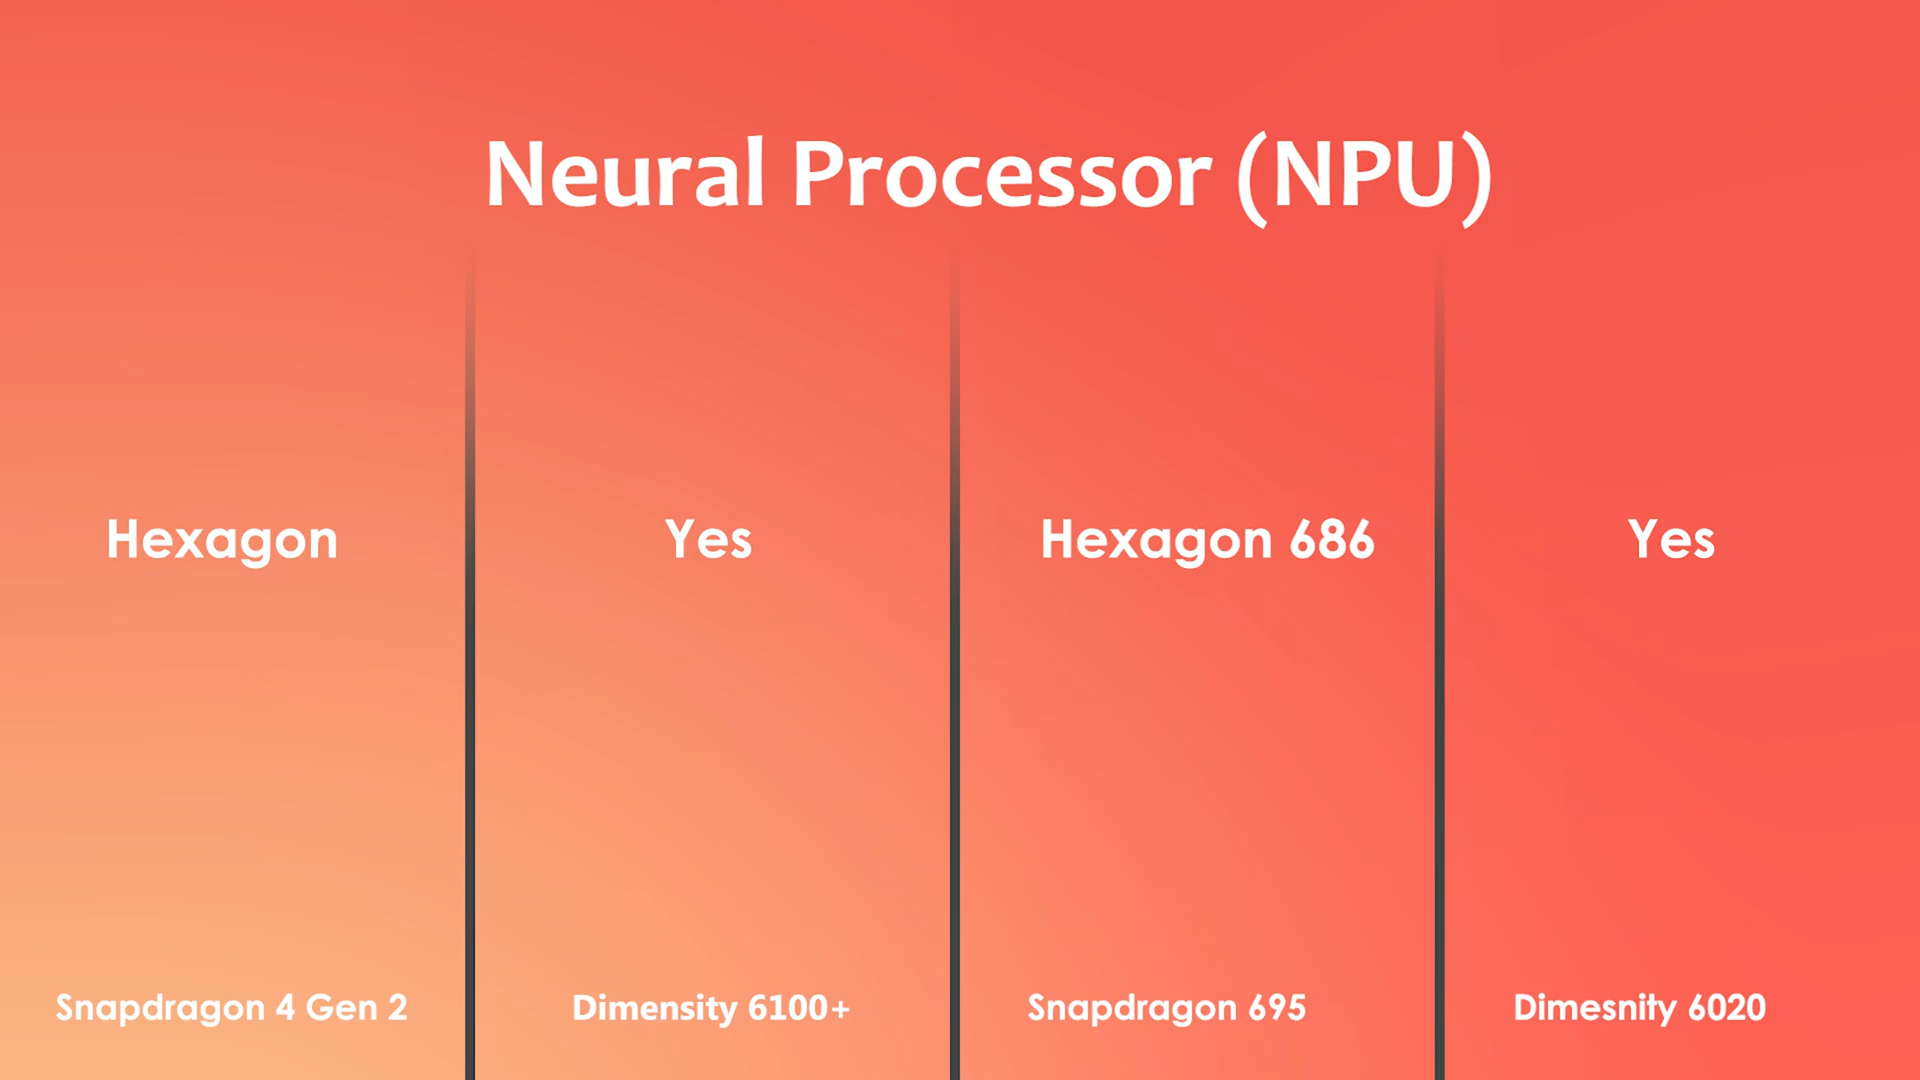 Neural Processor (NPU)
Hexagon
Yes
Hexagon 686
Yes
Snapdragon 4 Gen 2
Dimensity 6100+
Snapdragon 695
Dimesnity 6020